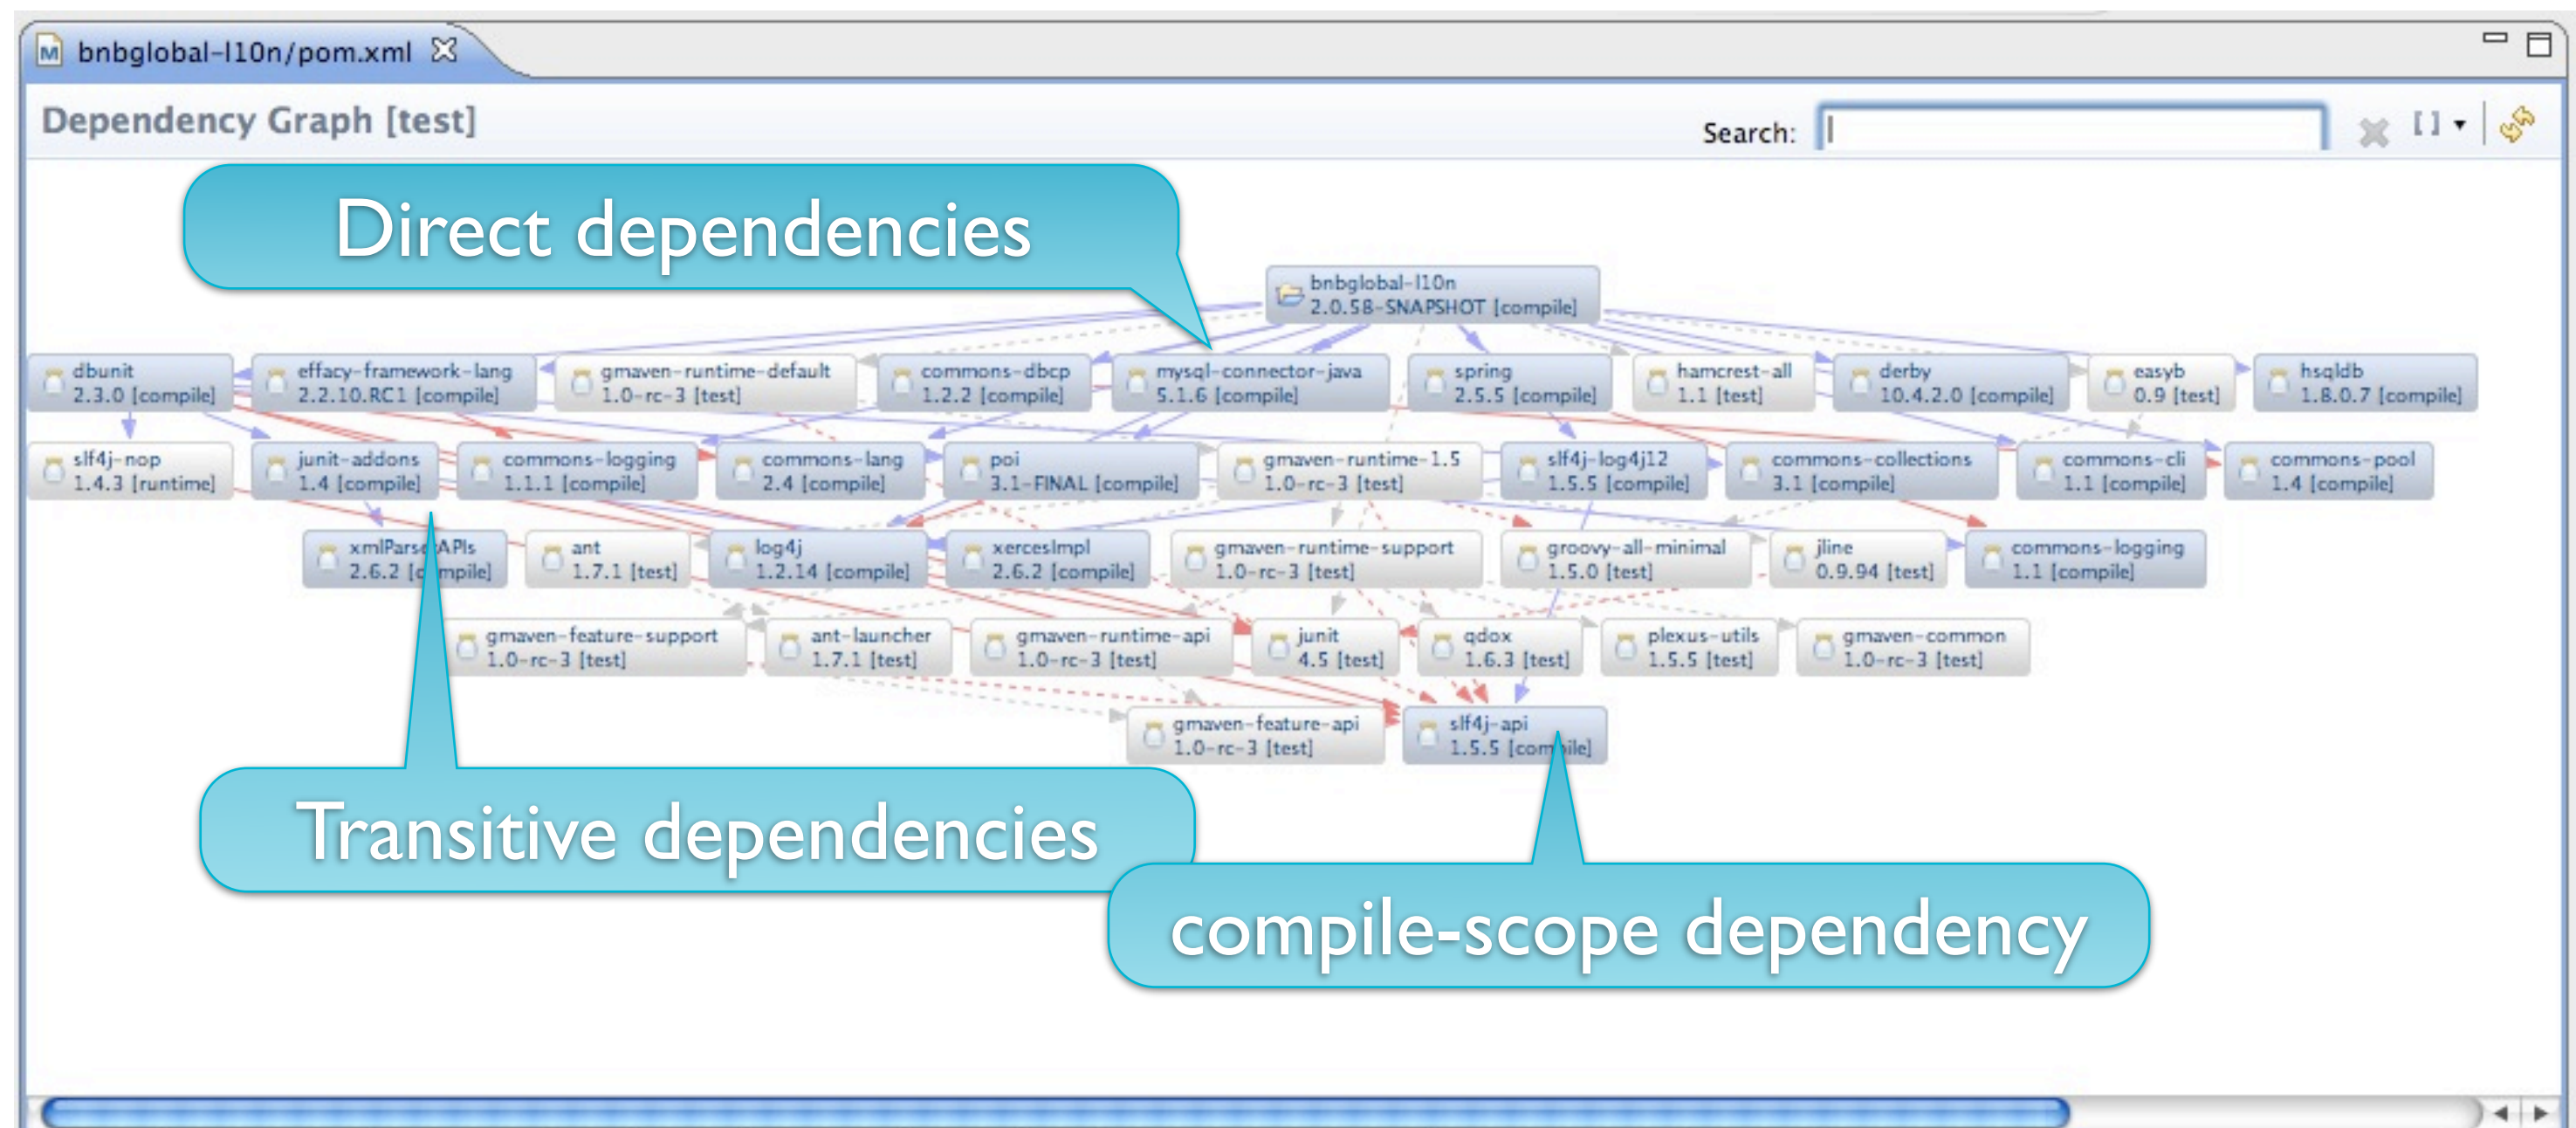 bnbglobal-l10n/pom.xml
Dependency Graph [test]
Search:
[]
Direct dependencies
bnbglobal-l10n
2.0.58-SNAPSHOT [compile]
dbunit
2.3.0 [compile]
effacy-framework-lang
2.2.10.RC1 [compile]
gmaven-runtime-default
1.0-rc-3 [test]
commons-dbcp
1.2.2 [compile]
mysql-connector-java
5.1.6 [compile]
spring
2.5.5 [compile]
hamcrest-all
1.1 [test]
derby
10.4.2.0 [compile]
easyb
0.9 [test]
hsqldb
1.8.0.7 [compile]
slf4j-nop
1.4.3 [runtime]
junit-addons
1.4 [compile]
commons-logging
1.1.1 [compile]
commons-lang
2.4 [compile]
poi
3.1-FINAL [compile]
gmaven-runtime-1.5
1.0-rc-3 [test]
slf4j-log4j12
1.5.5 [compile]
commons-collections
3.1 [compile]
commons-cli
1.1 [compile]
commons-pool
1.4 [compile]
xmlParserAPIs
2.6.2 [compile]
ant
1.7.1 [test]
log4j
1.2.14 [compile]
xercesImpl
2.6.2 [compile]
gmaven-runtime-support
1.0-rc-3 [test]
groovy-all-minimal
1.5.0 [test]
jline
0.9.94 [test]
commons-logging
1.1 [compile]
gmaven-feature-support
1.0-rc-3 [test]
ant-launcher
1.7.1 [test]
gmaven-runtime-api
1.0-rc-3 [test]
junit
4.5 [test]
qdox
1.6.3 [test]
plexus-utils
1.5.5 [test]
gmaven-common
1.0-rc-3 [test]
gmaven-feature-api
1.0-rc-3 [test]
slf4j-api
1.5.5 [compile]
Transitive dependencies
compile-scope dependency